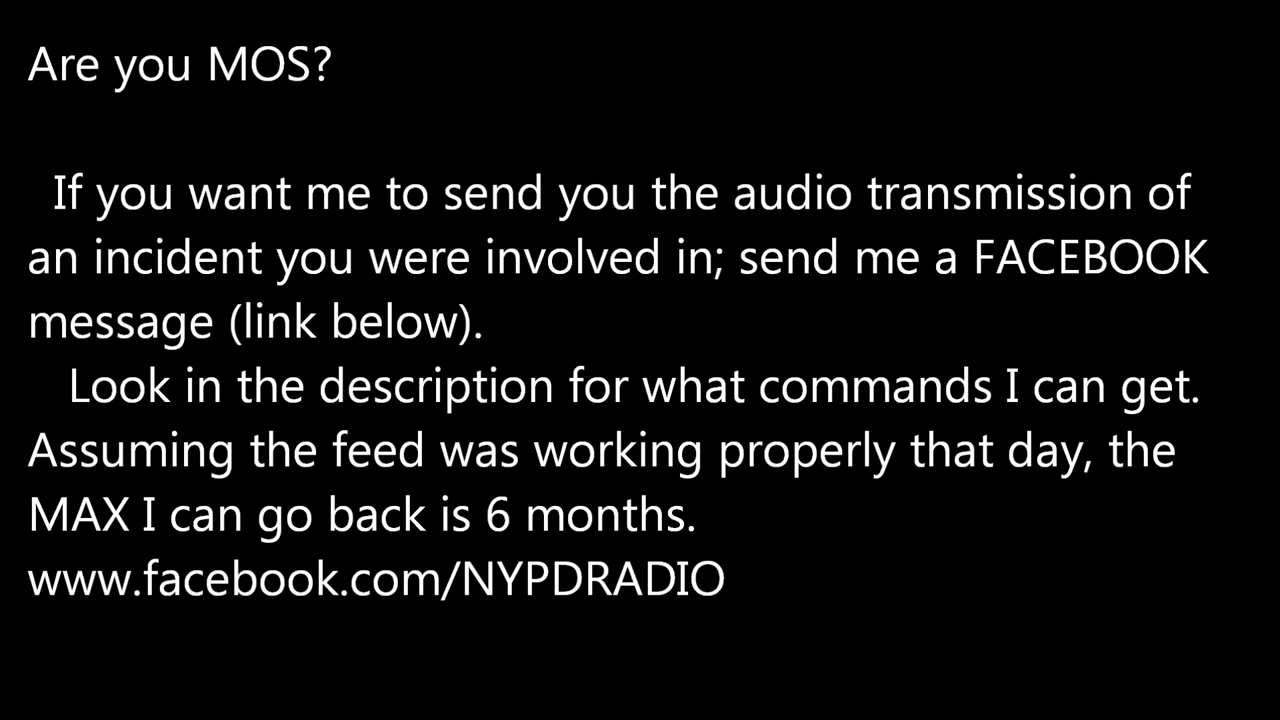 Are you MOS?
If you want me to send you the audio transmission of
an incident you were involved in; send me a FACEBOOK
message (link below).
Look in the description for what commands I can get.
Assuming the feed was working properly that day, the
MAX I can go back is 6 months.
www.facebook.com/NYPDRADIO